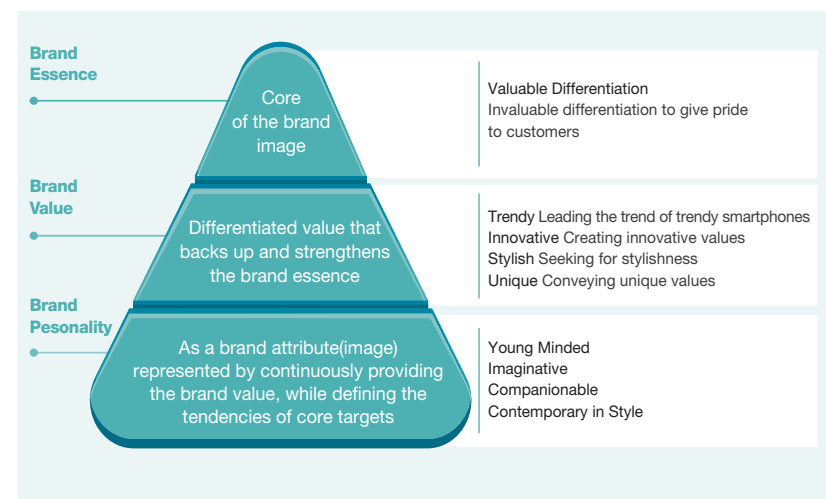 Brand
Essence
Core
of the brand
image
Valuable Differentiation
Invaluable differentiation to give pride
to customers
Brand
Value
Differentiated value that
backs up and strengthens
the brand essence
Trendy Leading the trend of trendy smartphones
Innovative Creating innovative values
Stylish Seeking for stylishness
Unique Conveying unique values
Brand
Pesonality
As a brand attribute(image)
represented by continuously providing
the brand value, while defining the
tendencies of core targets
Young Minded
Imaginative
Companionable
Contemporary in Style